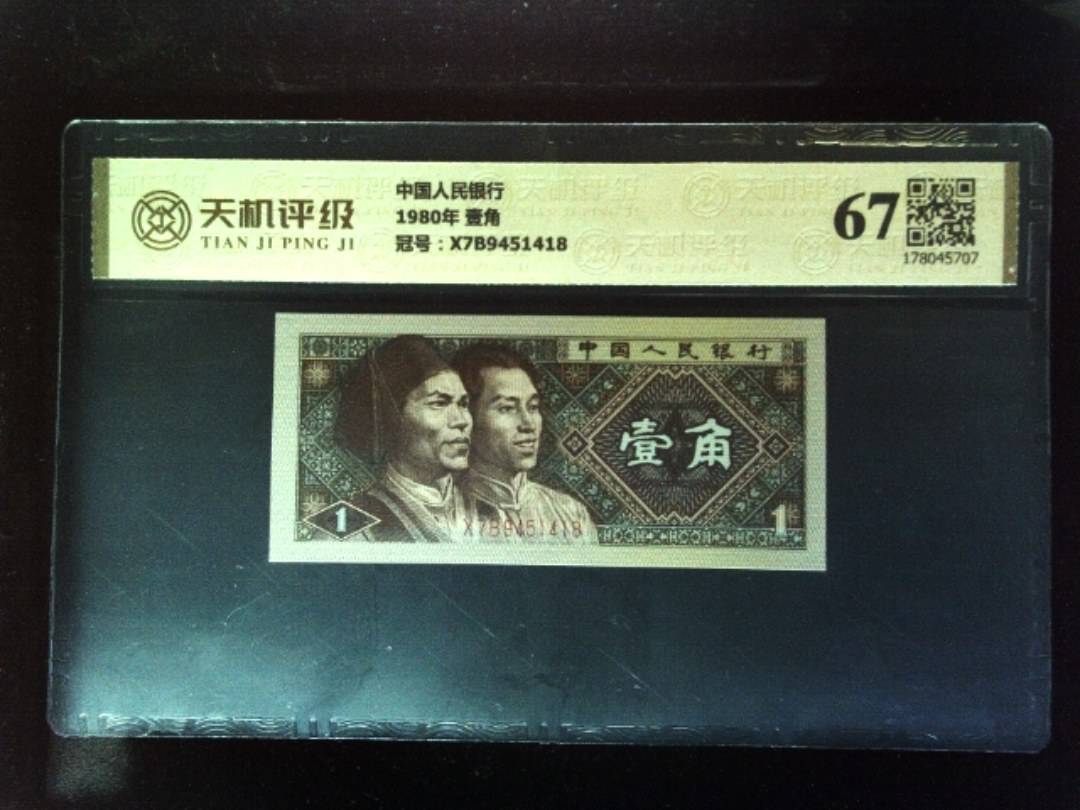 天机评级
TIAN JI PING JI
中国人民银行
1980年 壹角
冠号：X7B9451418
67
178045707
中国人民银行
壹角
1
X7B9451418
1